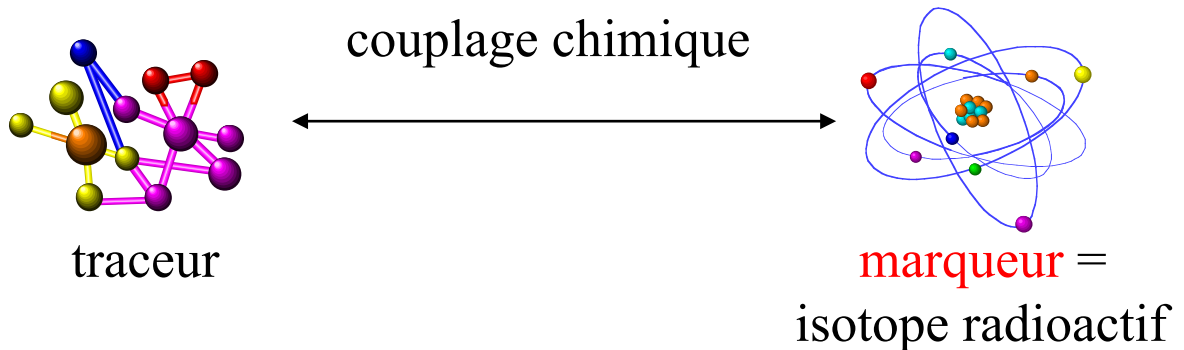 couplage chimique
traceur
marqueur =
isotope radioactif